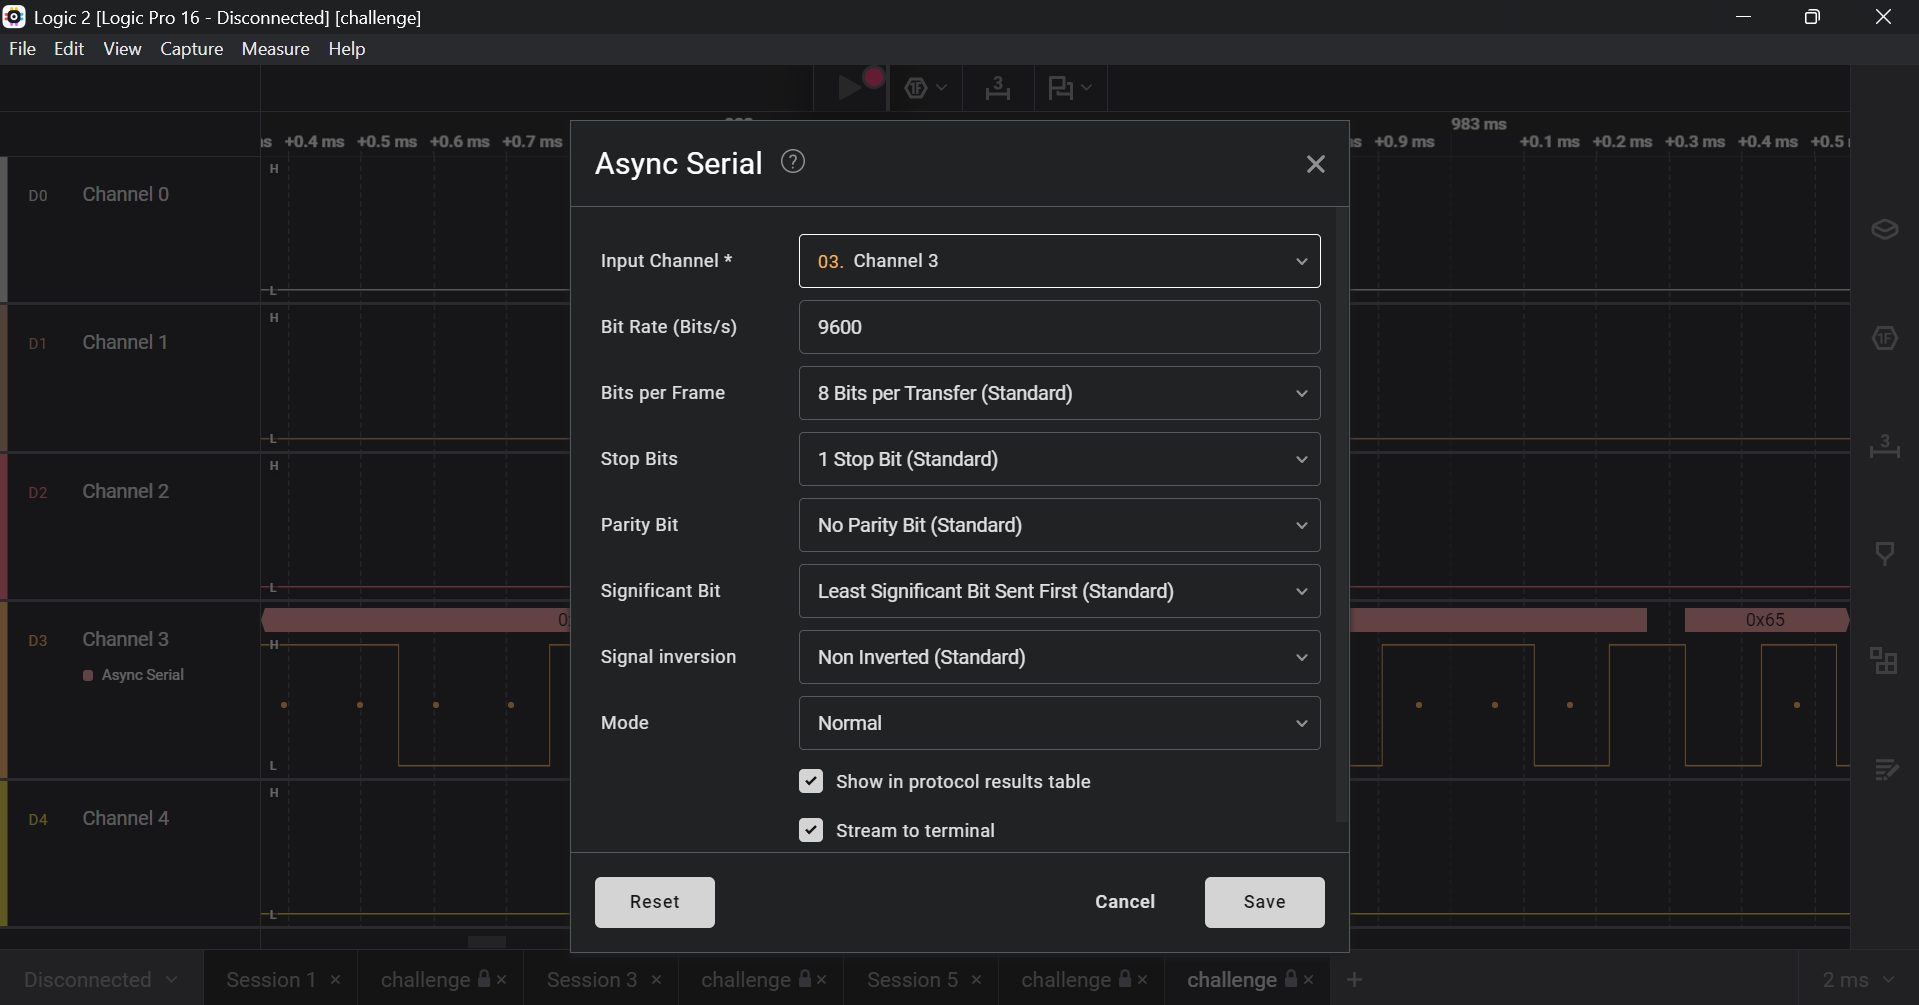 Logic 2 [Logic Pro 16 - Disconnected] [challenge]
File Edit View Capture Measure Help
1F 3
983 ms
+0.4 ms +0.5 ms +0.6 ms +0.7 ms +0.9 ms +0.1 ms +0.2 ms +0.3 ms +0.4 ms +0.5
Async Serial ?
H
D0 Channel 0
L
Input Channel * 03. Channel 3
H
Bit Rate (Bits/s) 9600
1F
D1 Channel 1
Bits per Frame 8 Bits per Transfer (Standard)
L
3
Stop Bits 1 Stop Bit (Standard)
H
D2 Channel 2
Parity Bit No Parity Bit (Standard)
L
Significant Bit Least Significant Bit Sent First (Standard)
0x65
H
D3 Channel 3
Signal inversion Non Inverted (Standard)
Async Serial
Mode Normal
L
Show in protocol results table
H
D4 Channel 4
Stream to terminal
L
Reset Cancel Save
Disconnected Session 1 challenge Session 3 challenge Session 5 challenge challenge 2 ms